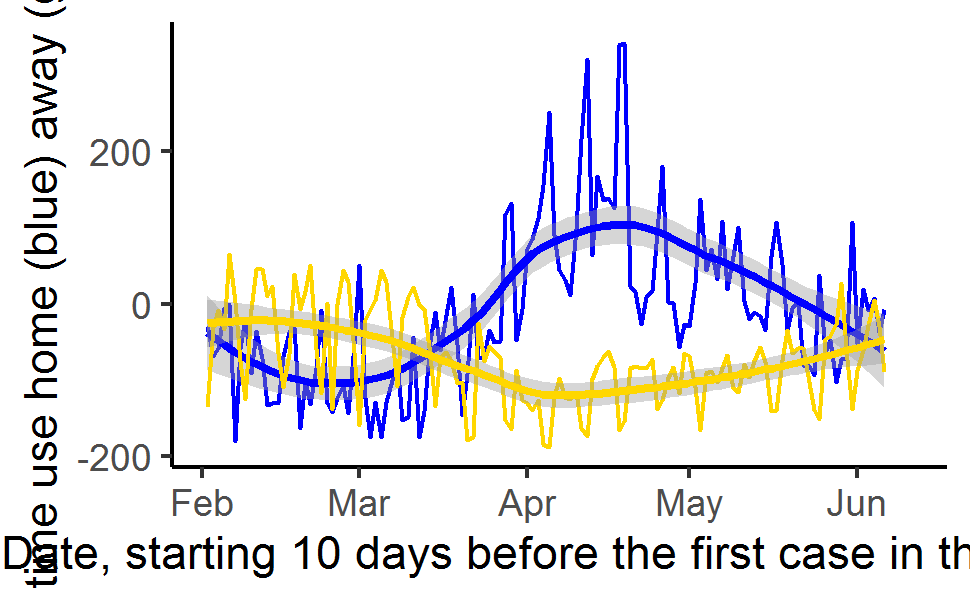 time use home (blue) away (
200
0
-200
Feb Mar Apr May Jun
Date, starting 10 days before the first case in th